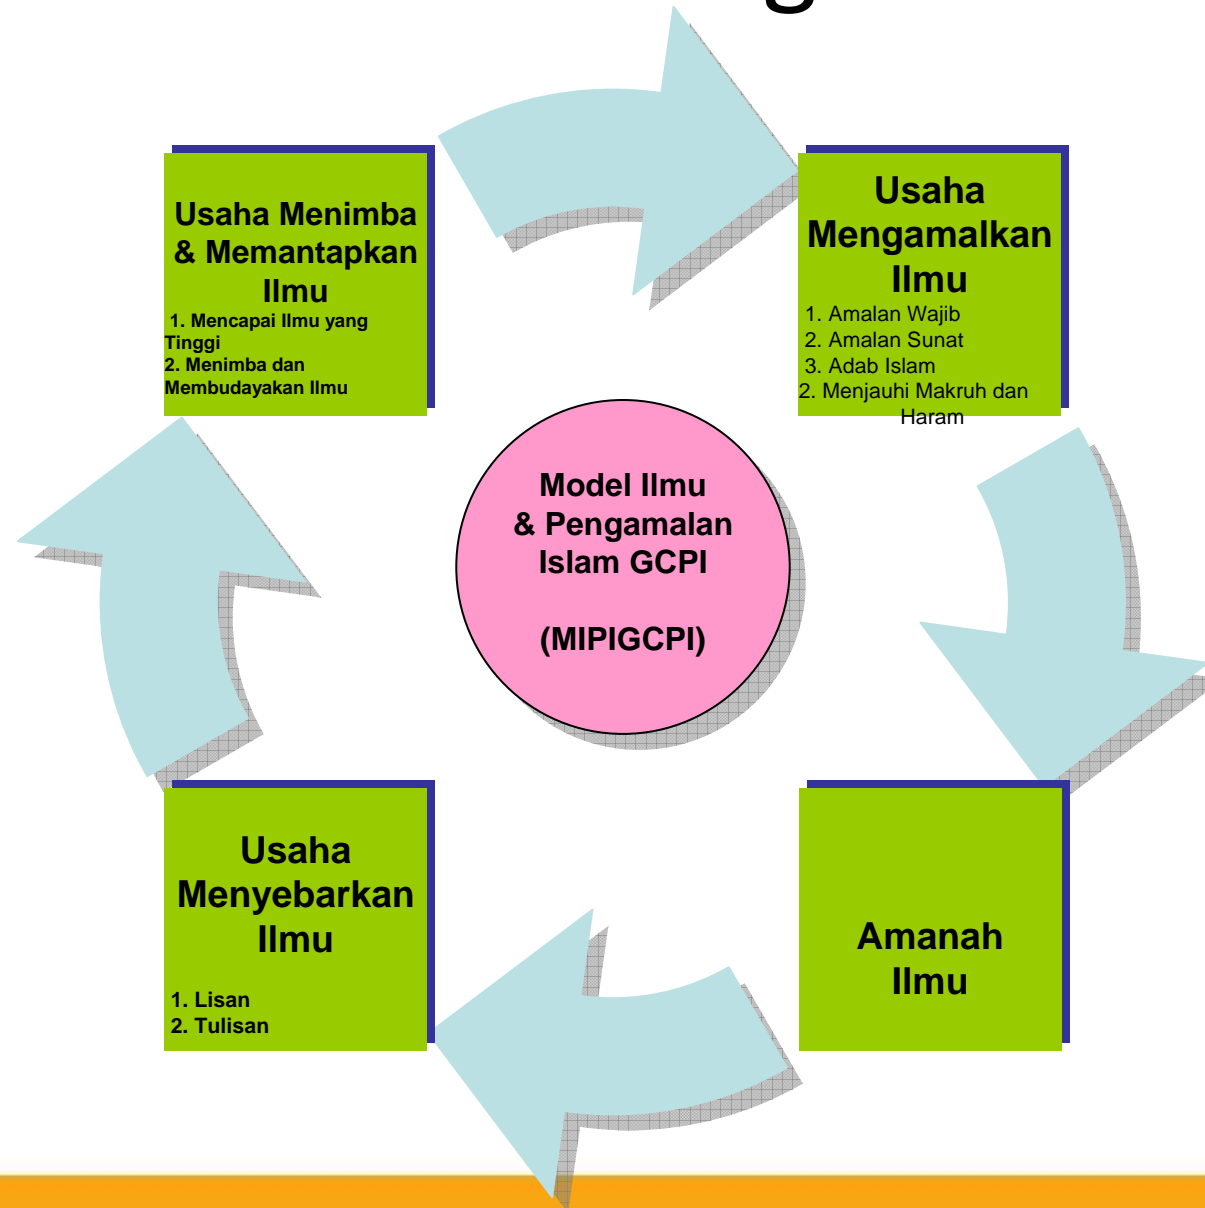 Usaha Menimba
& Memantapkan
Ilmu
1. Mencapai Ilmu yang
Tinggi
2. Menimba dan
Membudayakan Ilmu
Usaha
Mengamalkan
Ilmu
1. Amalan Wajib
2. Amalan Sunat
3. Adab Islam
2. Menjauhi Makruh dan
Haram
Model Ilmu
& Pengamalan
Islam GCPI
(MIPIGCPI)
Usaha
Menyebarkan
Ilmu
1. Lisan
2. Tulisan
Amanah
Ilmu